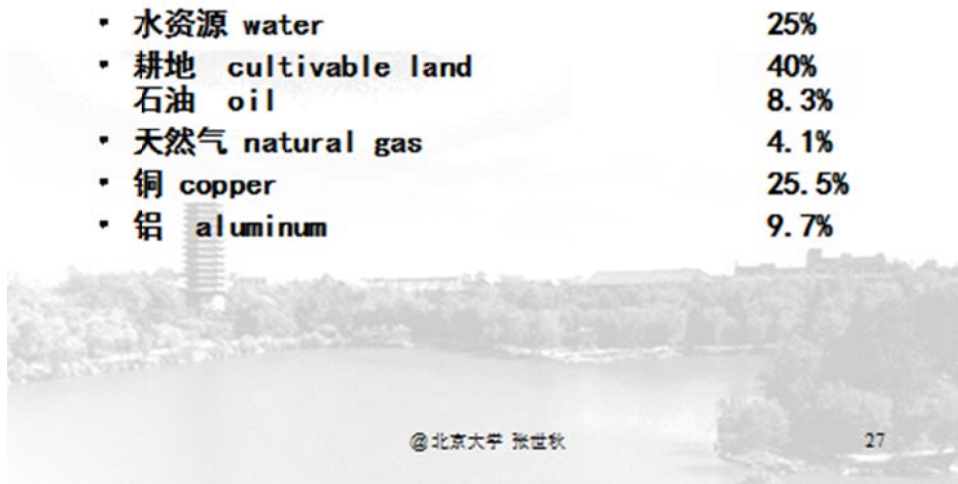 • 水资源 water 25%
• 耕地 cultivable land 40%
石油 oil 8.3%
• 天然气 natural gas 4.1%
• 铜 copper 25.5%
• 铝 aluminum 9.7%
@北京大学 张世秋 27